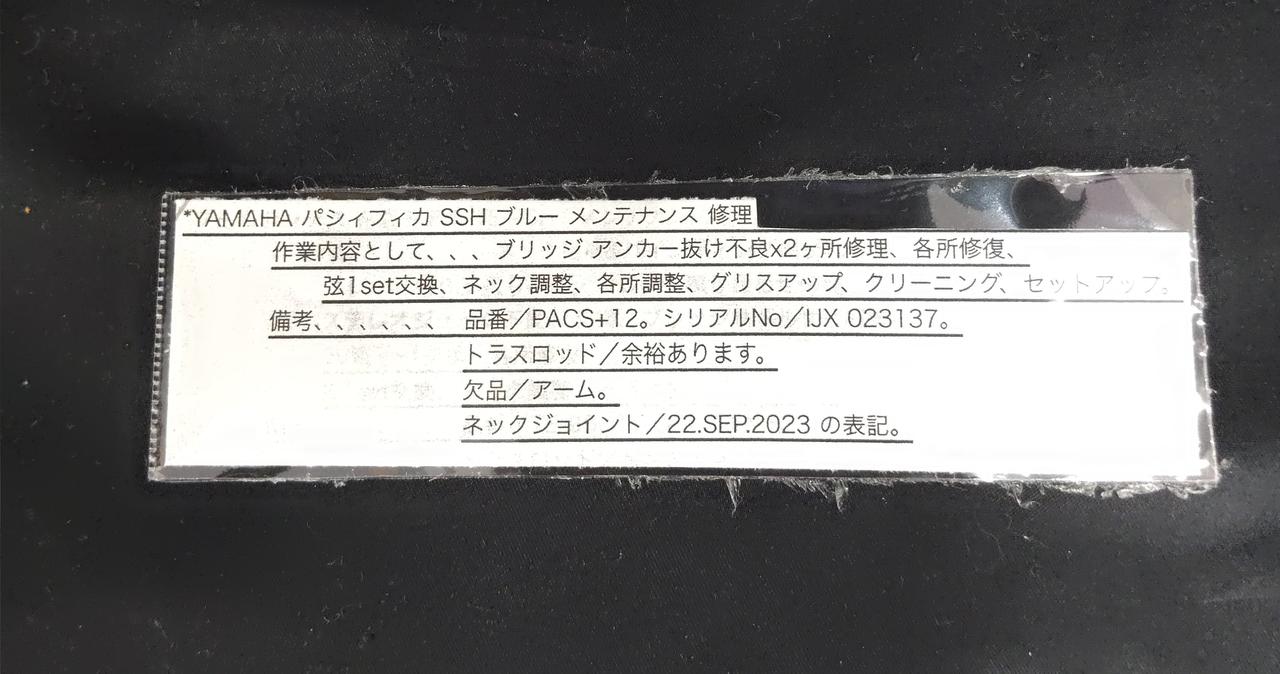 *YAMAHA パシィフィカ SSH ブルー メンテナンス 修理
作業内容として、、、ブリッジ アンカー抜け不良x2ヶ所修理、各所修復、
弦1set交換、ネック調整、各所調整、グリスアップ、クリーニング、セットアップ。
備考、、、、、、 品番/PACS+12。シリアルNo/IJX 023137。
トラスロッド/余裕あります。
欠品/アーム。
ネックジョイント/22.SEP.2023 の表記。